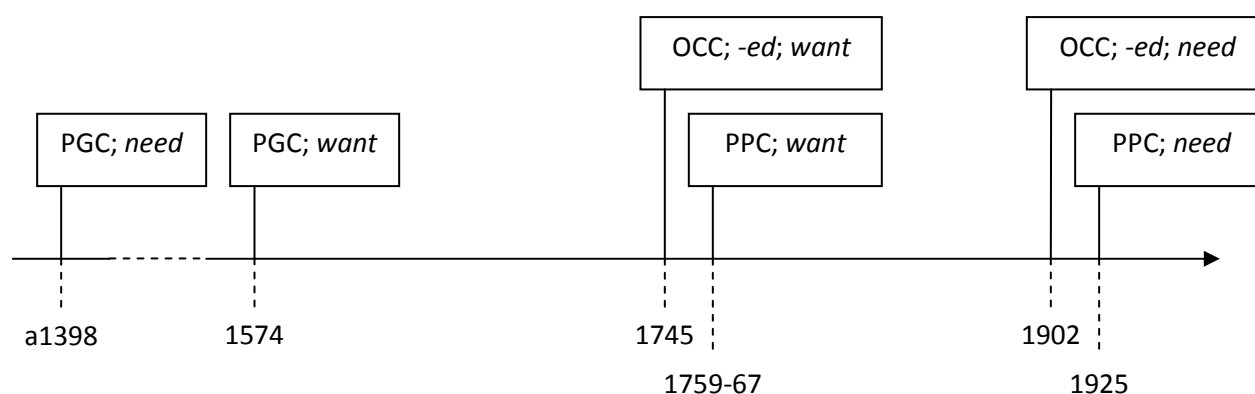 OCC; -ed; want
OCC; -ed; need
PGC; need
PGC; want
PPC; want
PPC; need
a1398
1574
1745
1902
1759-67
1925